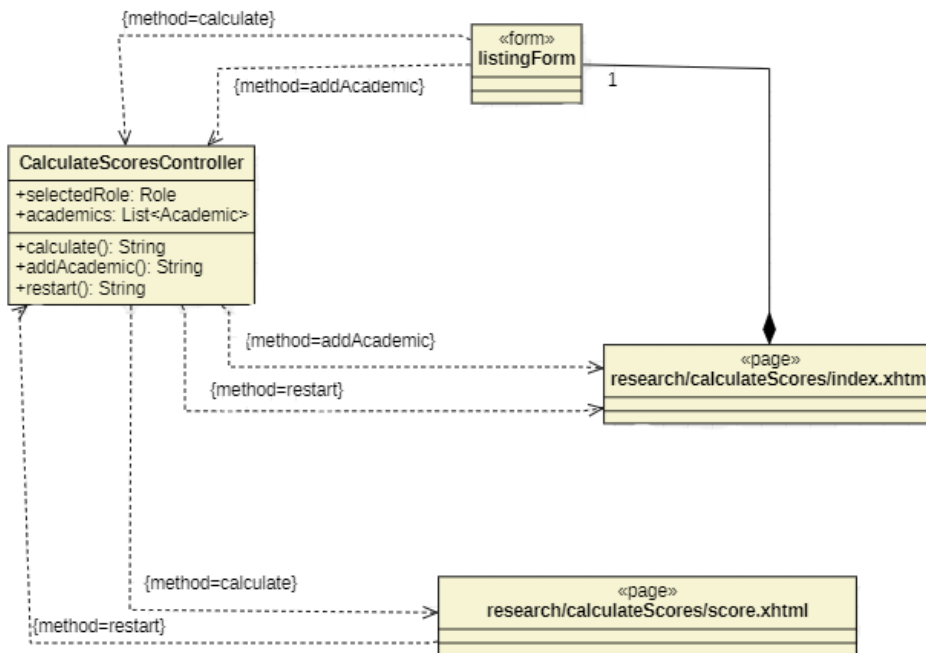 {method=calculate}
«form»
listingForm
{method=addAcademic}
1
CalculateScoresController
+selectedRole: Role
+academics: List<Academic>
+calculate(): String
+addAcademic(): String
+restart(): String
{method=addAcademic}
«page»
research/calculateScores/index.xhtm
{method=restart}
{method=calculate}
«page»
research/calculateScores/score.xhtml
{method=restart}